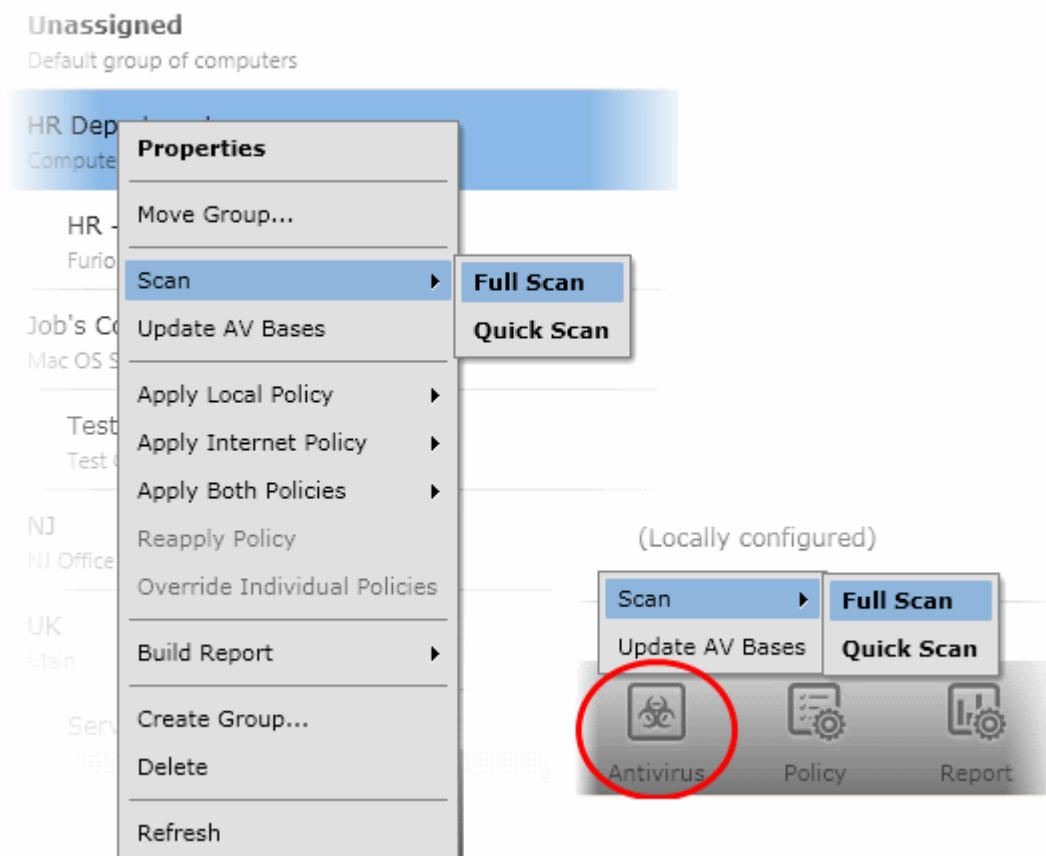 Unassigned
Default group of computers
HR Dep
Compute
Properties
Move Group...
HR -
Furio
Scan
Full Scan
Quick Scan
Job's Co
Mac OS S
Update AV Bases
Apply Local Policy
Test
Test
Apply Internet Policy
Apply Both Policies
NJ
NJ Office
Reapply Policy
Override Individual Policies
UK
Main
Build Report
Serv
Create Group...
Delete
Refresh
(Locally configured)
Scan
Full Scan
Update AV Bases
Quick Scan
Antivirus
Policy
Report